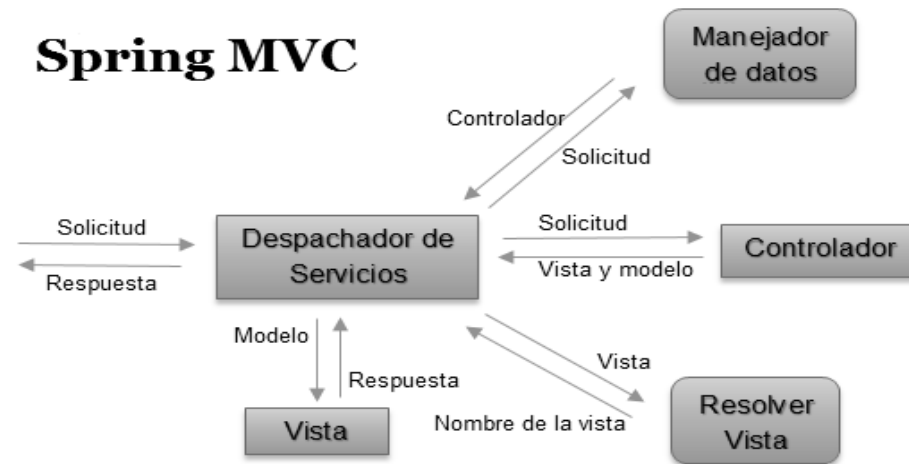 Spring MVC
Manejador
de datos
Controlador
Solicitud
Solicitud
Respuesta
Despachador de
Servicios
Solicitud
Vista y modelo
Controlador
Modelo
Respuesta
Vista
Vista
Nombre de la vista
Resolver
Vista